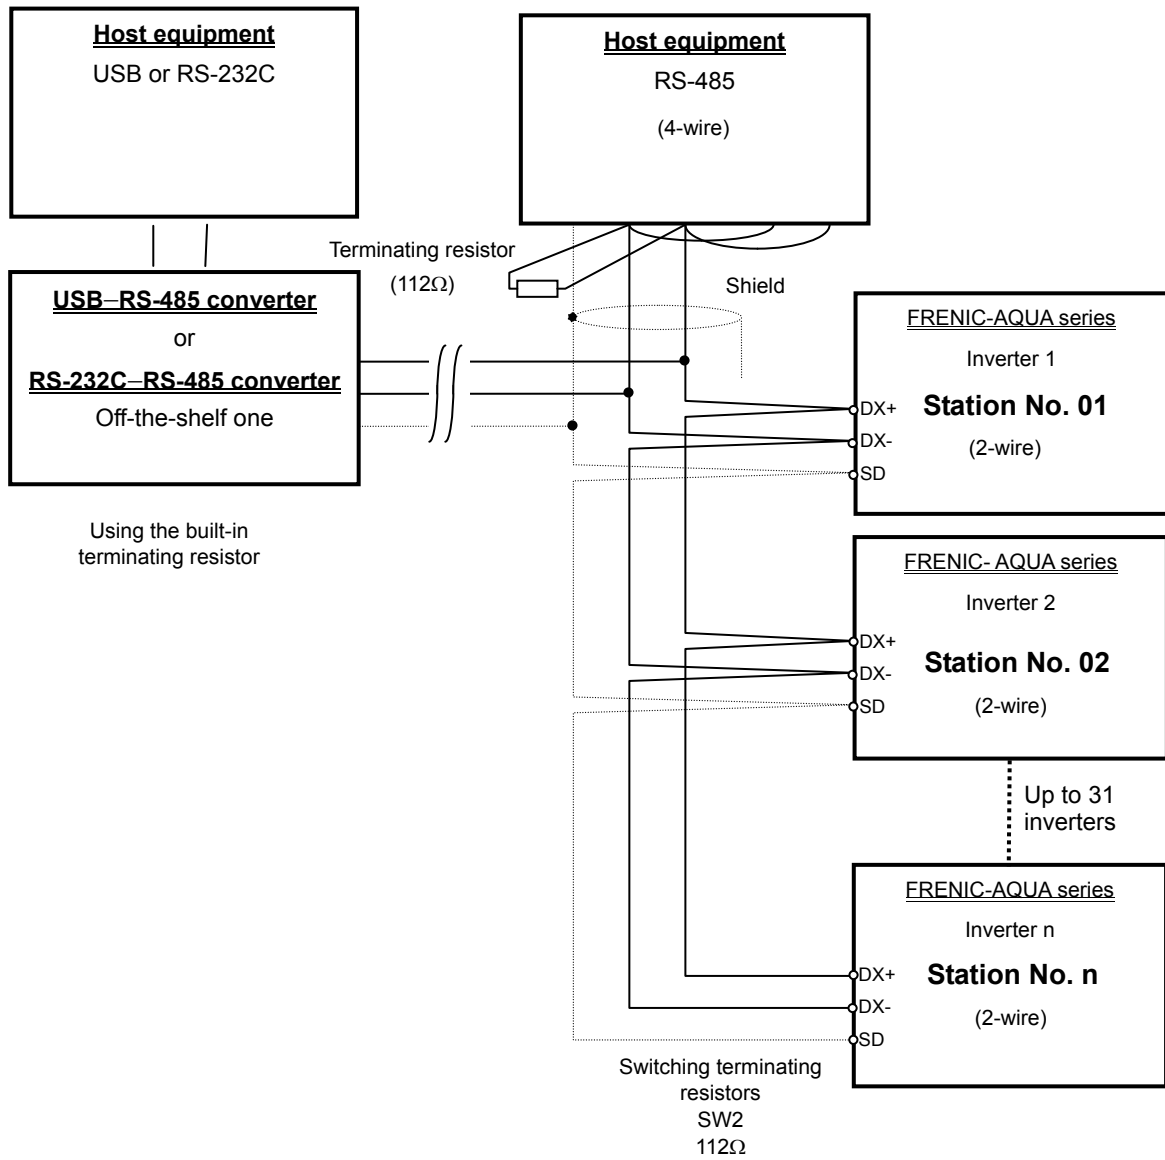 Host equipment
USB or RS-232C
Host equipment
RS-485
(4-wire)
Terminating resistor
(112Ω)
Shield
USB–RS-485 converter
or
RS-232C–RS-485 converter
Off-the-shelf one
Using the built-in
terminating resistor
FRENIC-AQUA series
Inverter 1
DX+
Station No. 01
DX-
(2-wire)
SD
FRENIC- AQUA series
Inverter 2
DX+
Station No. 02
DX-
(2-wire)
SD
Up to 31
inverters
FRENIC-AQUA series
Inverter n
DX+
Station No. n
DX-
(2-wire)
SD
Switching terminating
resistors
SW2
112Ω